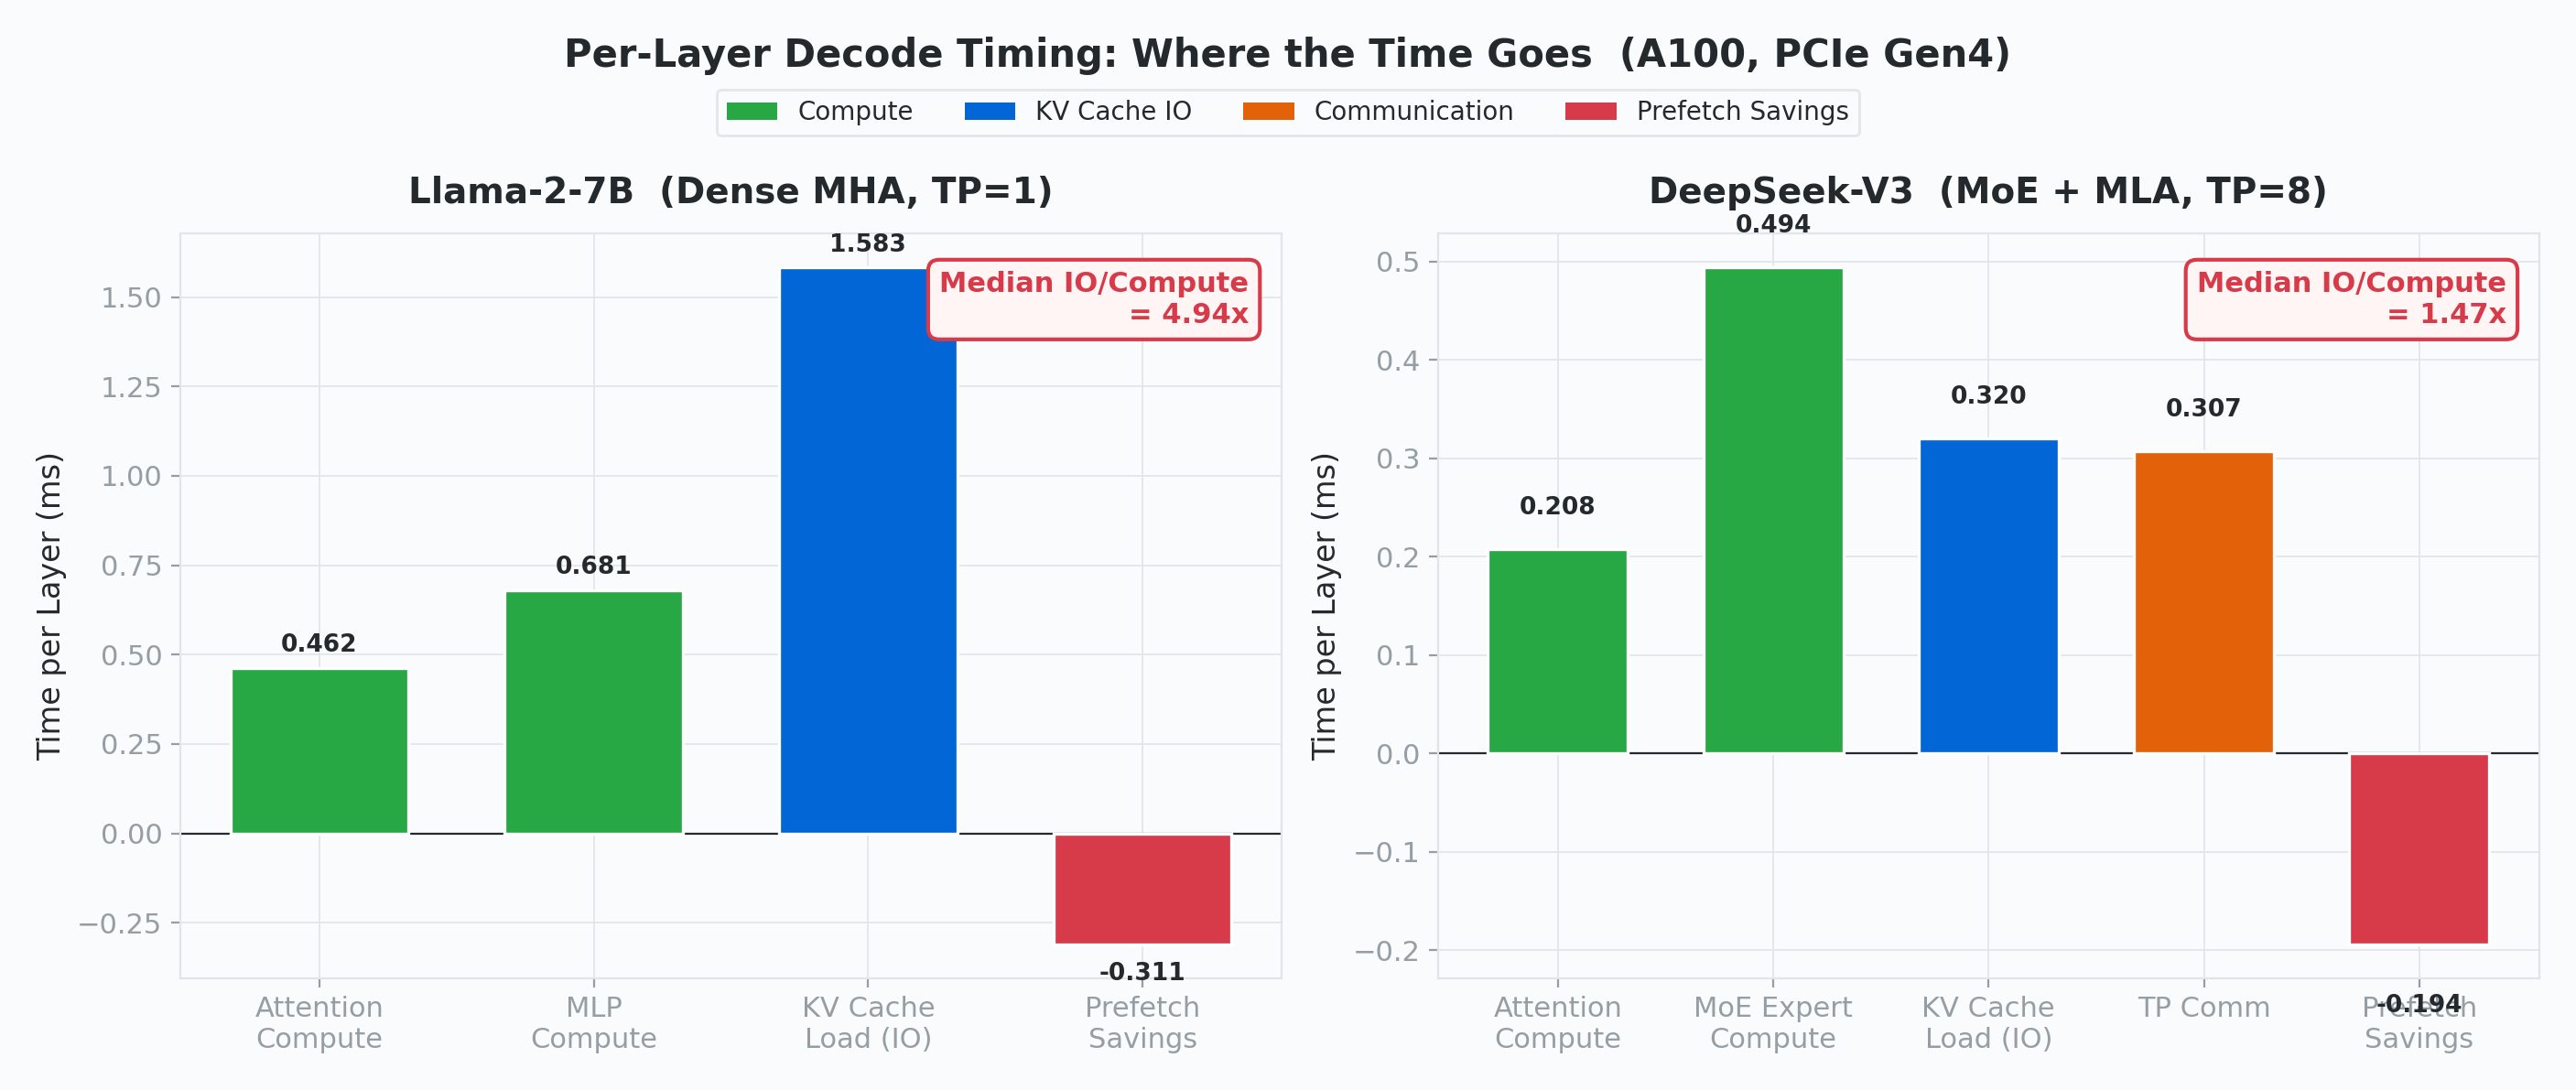 Per-Layer Decode Timing: Where the Time Goes (A100, PCIe Gen4)
Compute
KV Cache IO
Communication
Prefetch Savings
Llama-2-7B (Dense MHA, TP=1)
Time per Layer (ms)
1.50
1.25
1.00
0.75
0.50
0.25
0.00
−0.25
0.462
0.681
1.583
-0.311
Median IO/Compute
= 4.94x
Attention
Compute
MLP
Compute
KV Cache
Load (IO)
Prefetch
Savings
DeepSeek-V3 (MoE + MLA, TP=8)
Time per Layer (ms)
0.5
0.4
0.3
0.2
0.1
0.0
−0.1
−0.2
0.208
0.494
0.320
0.307
-0.194
Median IO/Compute
= 1.47x
Attention
Compute
MoE Expert
Compute
KV Cache
Load (IO)
TP Comm
Prefetch
Savings